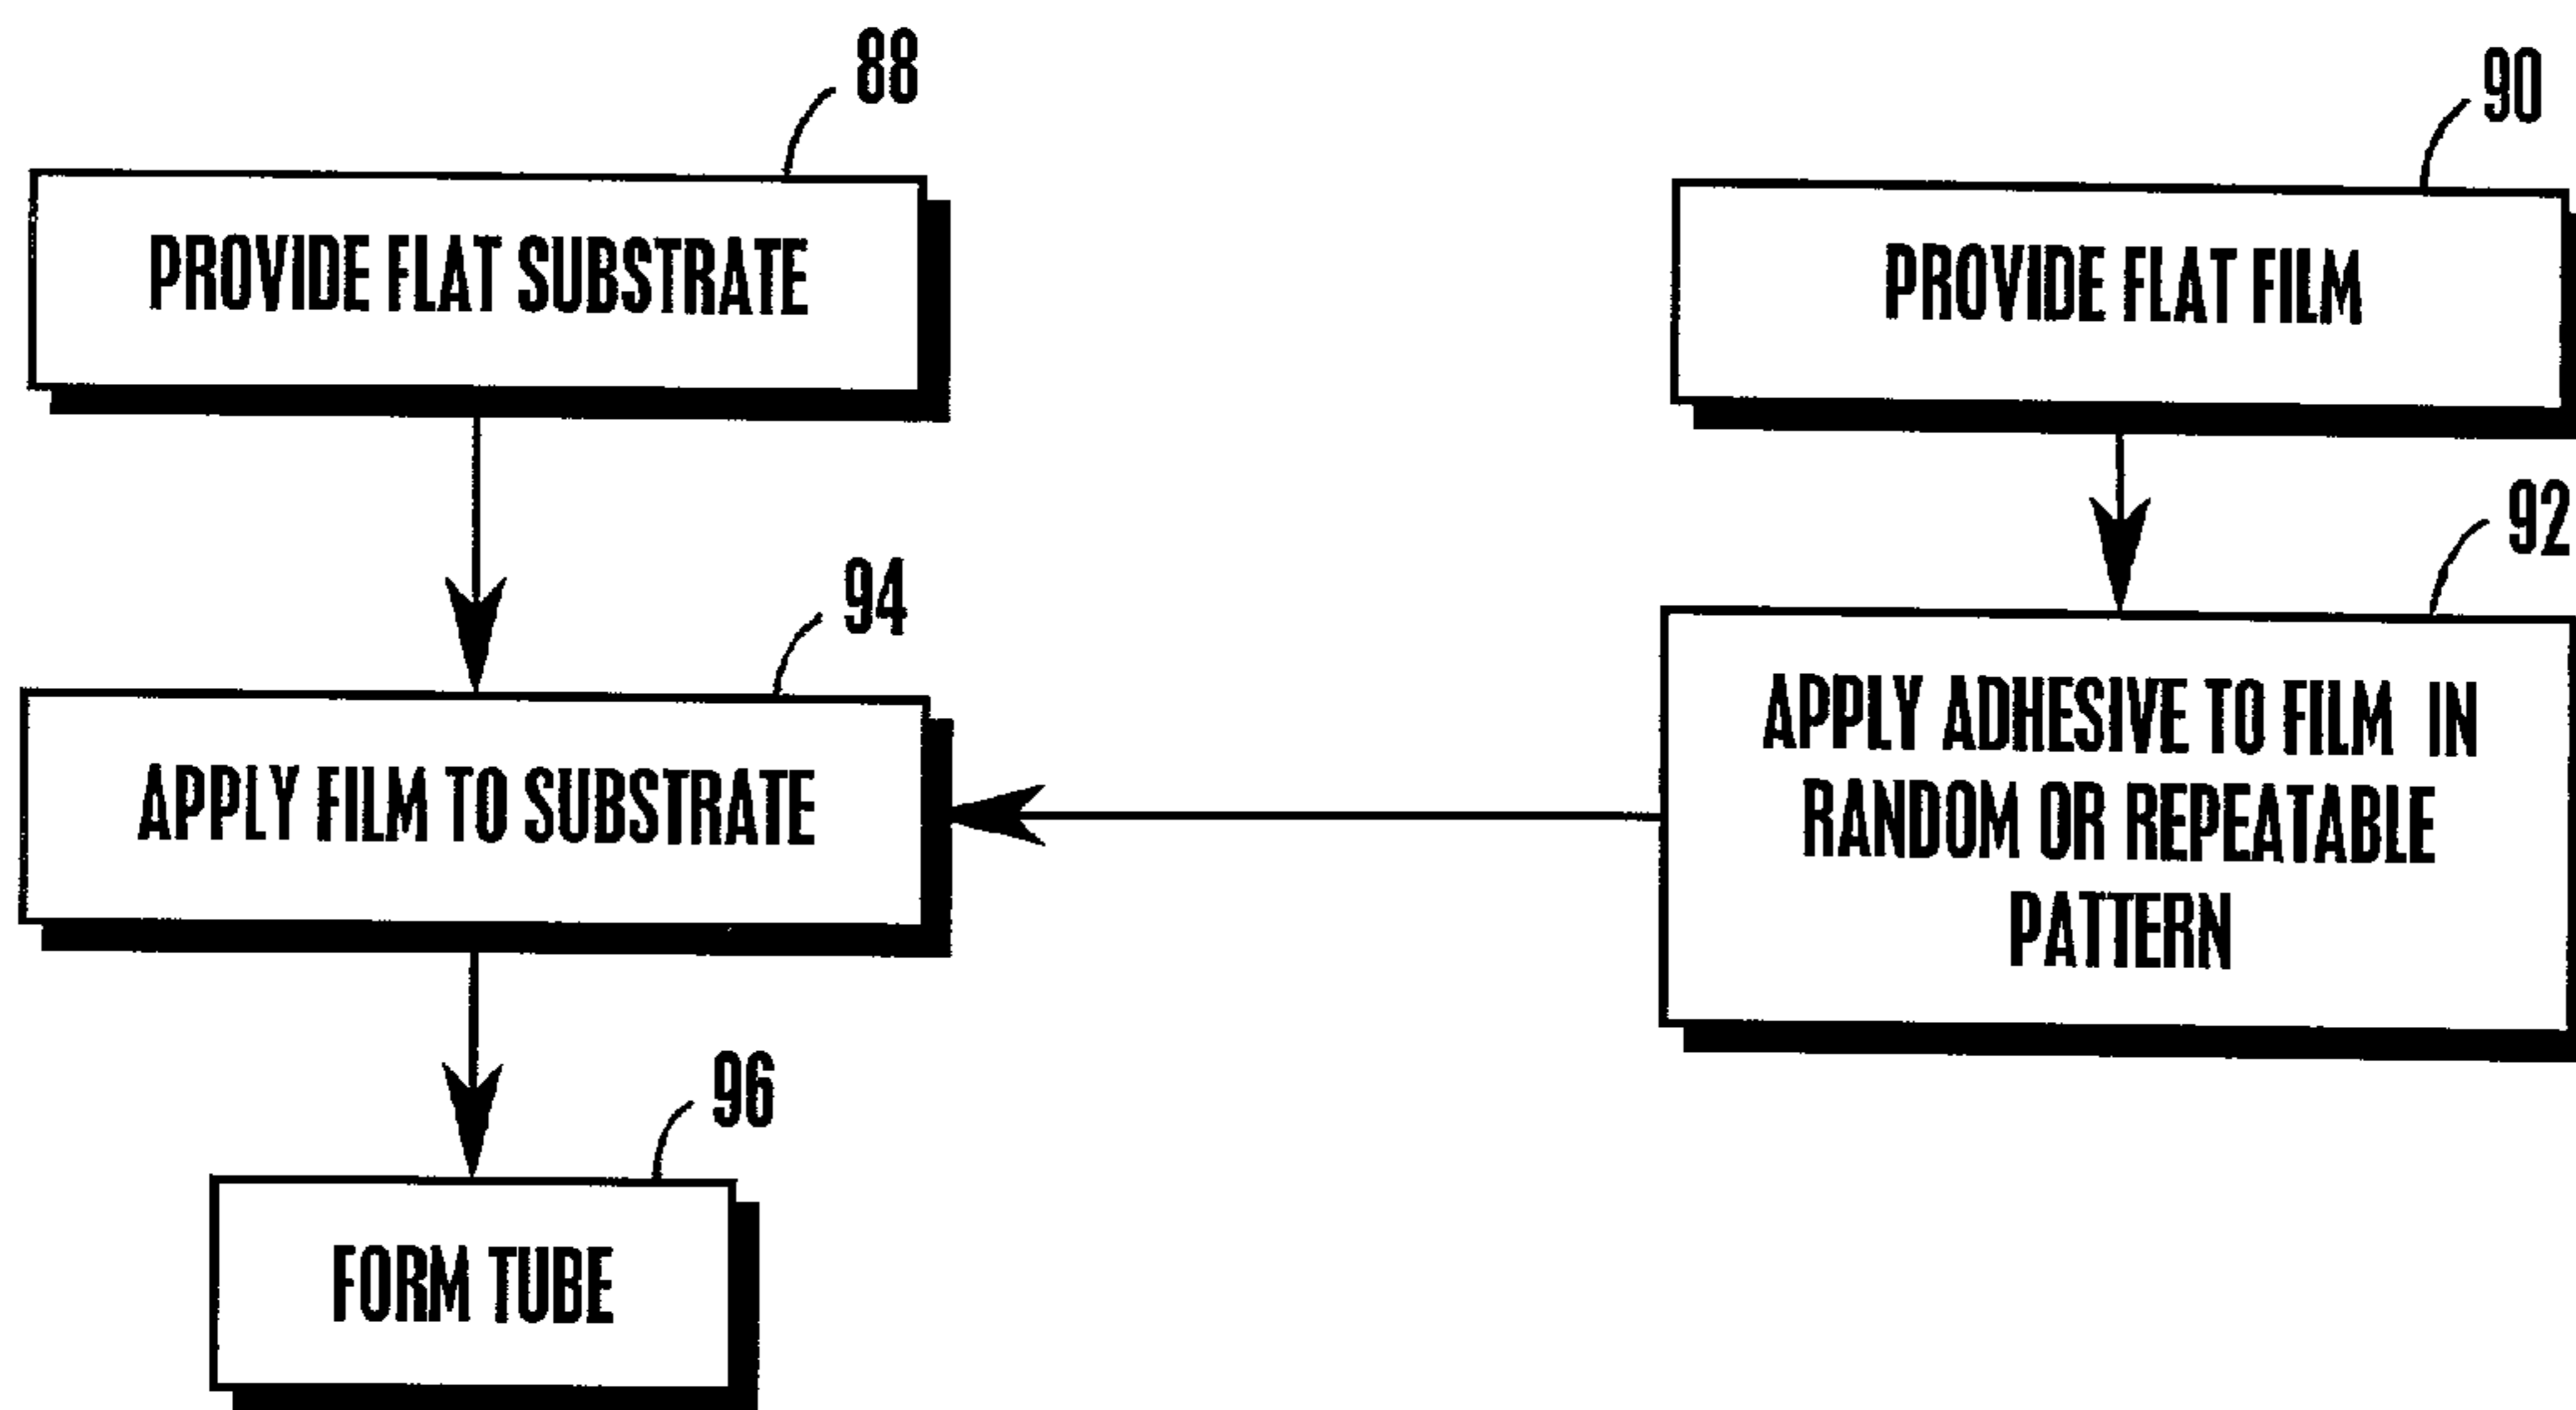 88
PROVIDE FLAT SUBSTRATE
90
PROVIDE FLAT FILM
92
APPLY ADHESIVE TO FILM IN
RANDOM OR REPEATABLE
PATTERN
94
APPLY FILM TO SUBSTRATE
96
FORM TUBE